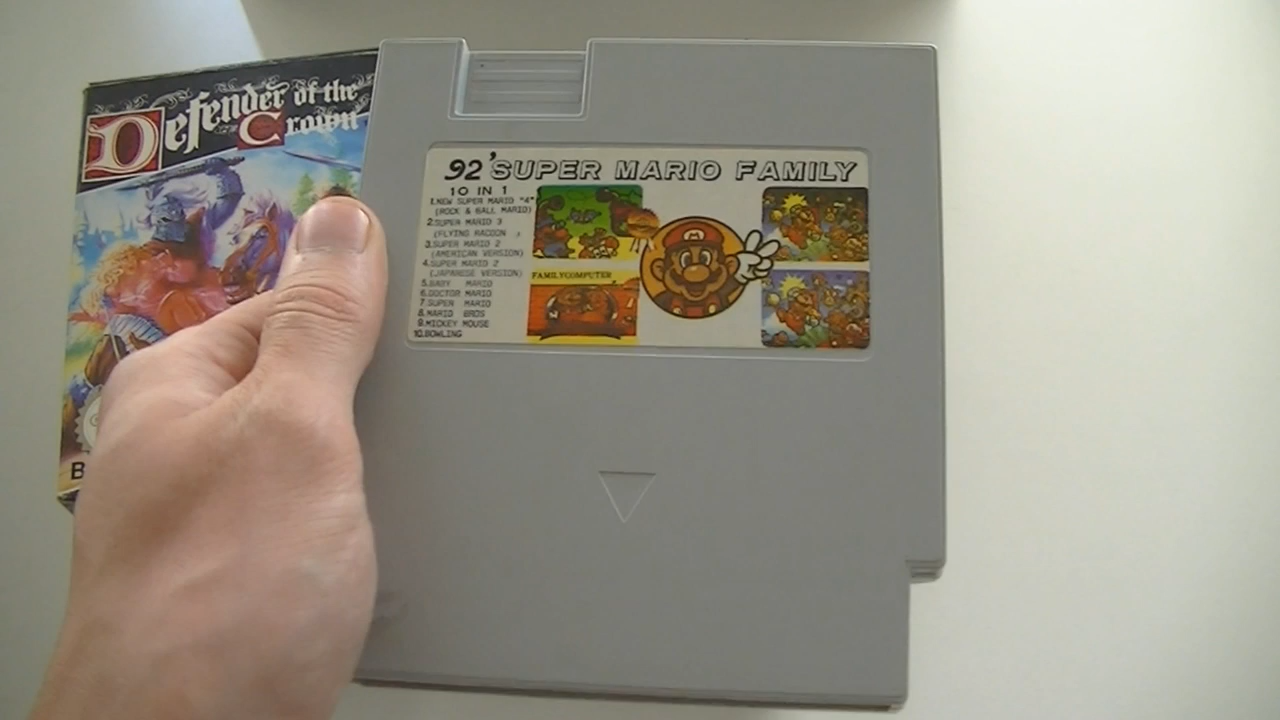 Defender of the
Crown
92'SUPER MARIO FAMILY
10 IN 1
1.NEW SUPER MARIO "4"
(ROCK & BALL MARIO)
2.SUPER MARIO 3
(FLYING RACOON )
3.SUPER MARIO 2
(AMERICAN VERSION)
4.SUPER MARIO 2
(JAPANESE VERSION)
5.BABY MARIO
6.DOCTOR MARIO
7.SUPER MARIO
8.MARIO BROS
9.MICKEY MOUSE
10.BOWLING
FAMILYCOMPUTER